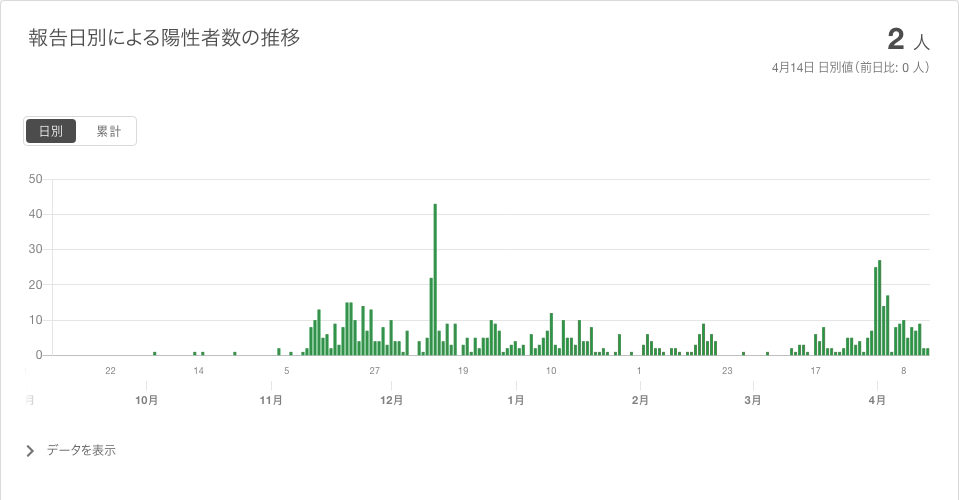 報告日別による陽性者数の推移
2 人
4月14日 日別値（前日比: 0 人）
日別 累計
50
40
30
20
10
0
22 14 5 27 19 10 1 23 17 8
月 10月 11月 12月 1月 2月 3月 4月
データを表示